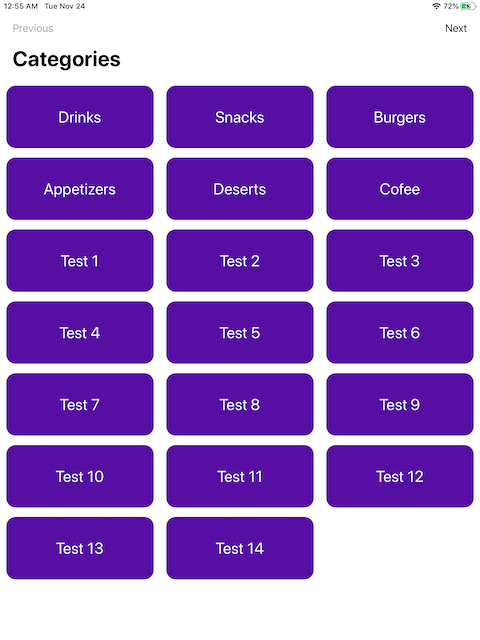 12:55 AM Tue Nov 24 72%
Previous Next
Categories
Drinks Snacks Burgers
Appetizers Deserts Cofee
Test 1 Test 2 Test 3
Test 4 Test 5 Test 6
Test 7 Test 8 Test 9
Test 10 Test 11 Test 12
Test 13 Test 14